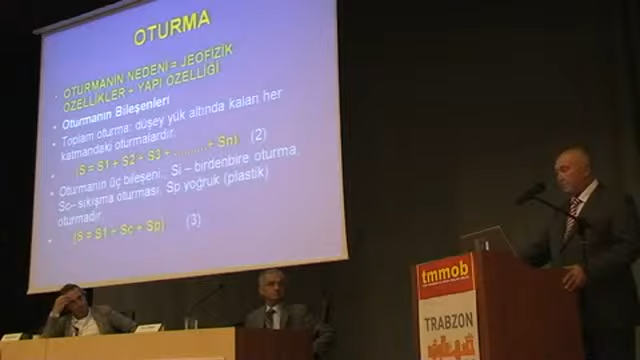 OTURMA
OTURMANIN NEDENİ = JEOFİZİK
ÖZELLİKLER + YAPI ÖZELLİĞİ
Oturmanın Bileşenleri
Toplam oturma: düşey yük altında kalan her
katmandaki oturmalardır.
(S = S1 + S2 + S3 + .........+ Sn) (2)
Oturmanın üç bileşeni., Si – birdenbire oturma,
Sc– sıkışma oturması, Sp yoğruk (plastik)
oturmadır
(S = S1 + Sc + Sp) (3)
tmmob
TRABZON